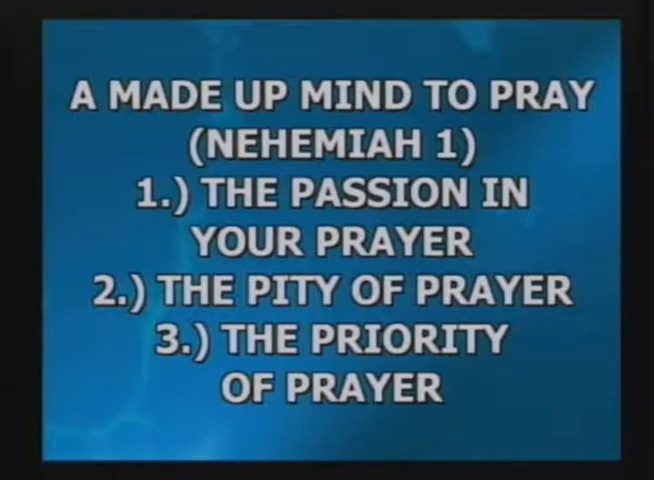 A MADE UP MIND TO PRAY
(NEHEMIAH 1)
1.) THE PASSION IN
YOUR PRAYER
2.) THE PITY OF PRAYER
3.) THE PRIORITY
OF PRAYER